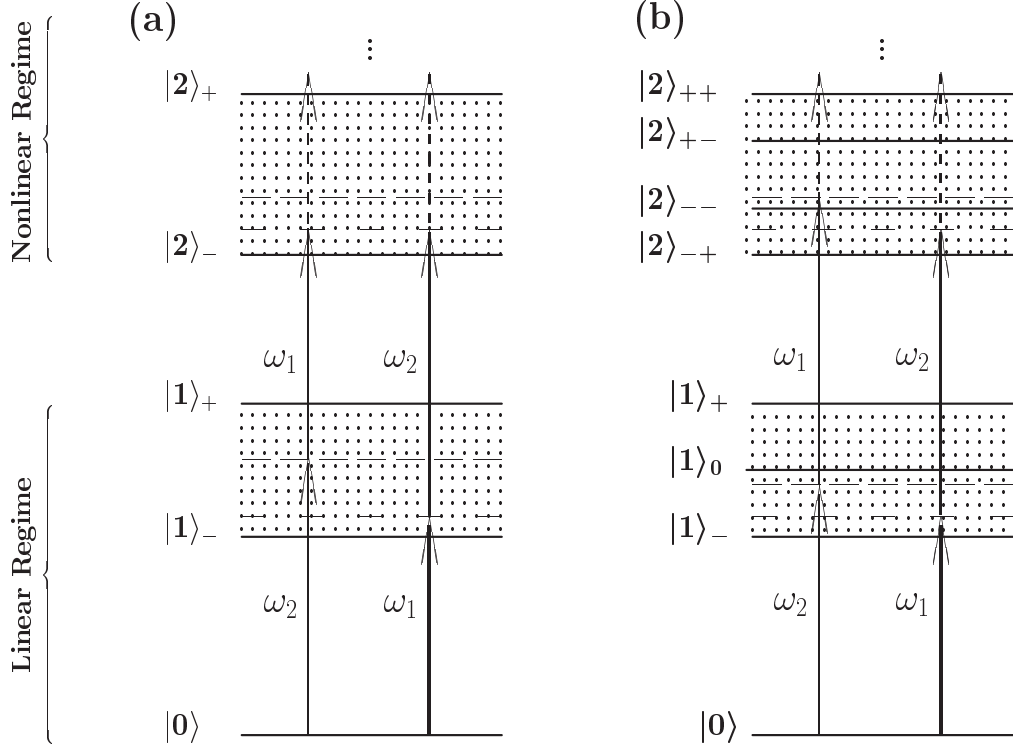 (a)
(b)
Nonlinear Regime
Linear Regime
⋮
|2⟩₊
|2⟩₋
ω₁
ω₂
|1⟩₊
|1⟩₋
ω₂
ω₁
|0⟩
⋮
|2⟩₊₊
|2⟩₊₋
|2⟩₋₋
|2⟩₋₊
ω₁
ω₂
|1⟩₊
|1⟩₀
|1⟩₋
ω₂
ω₁
|0⟩